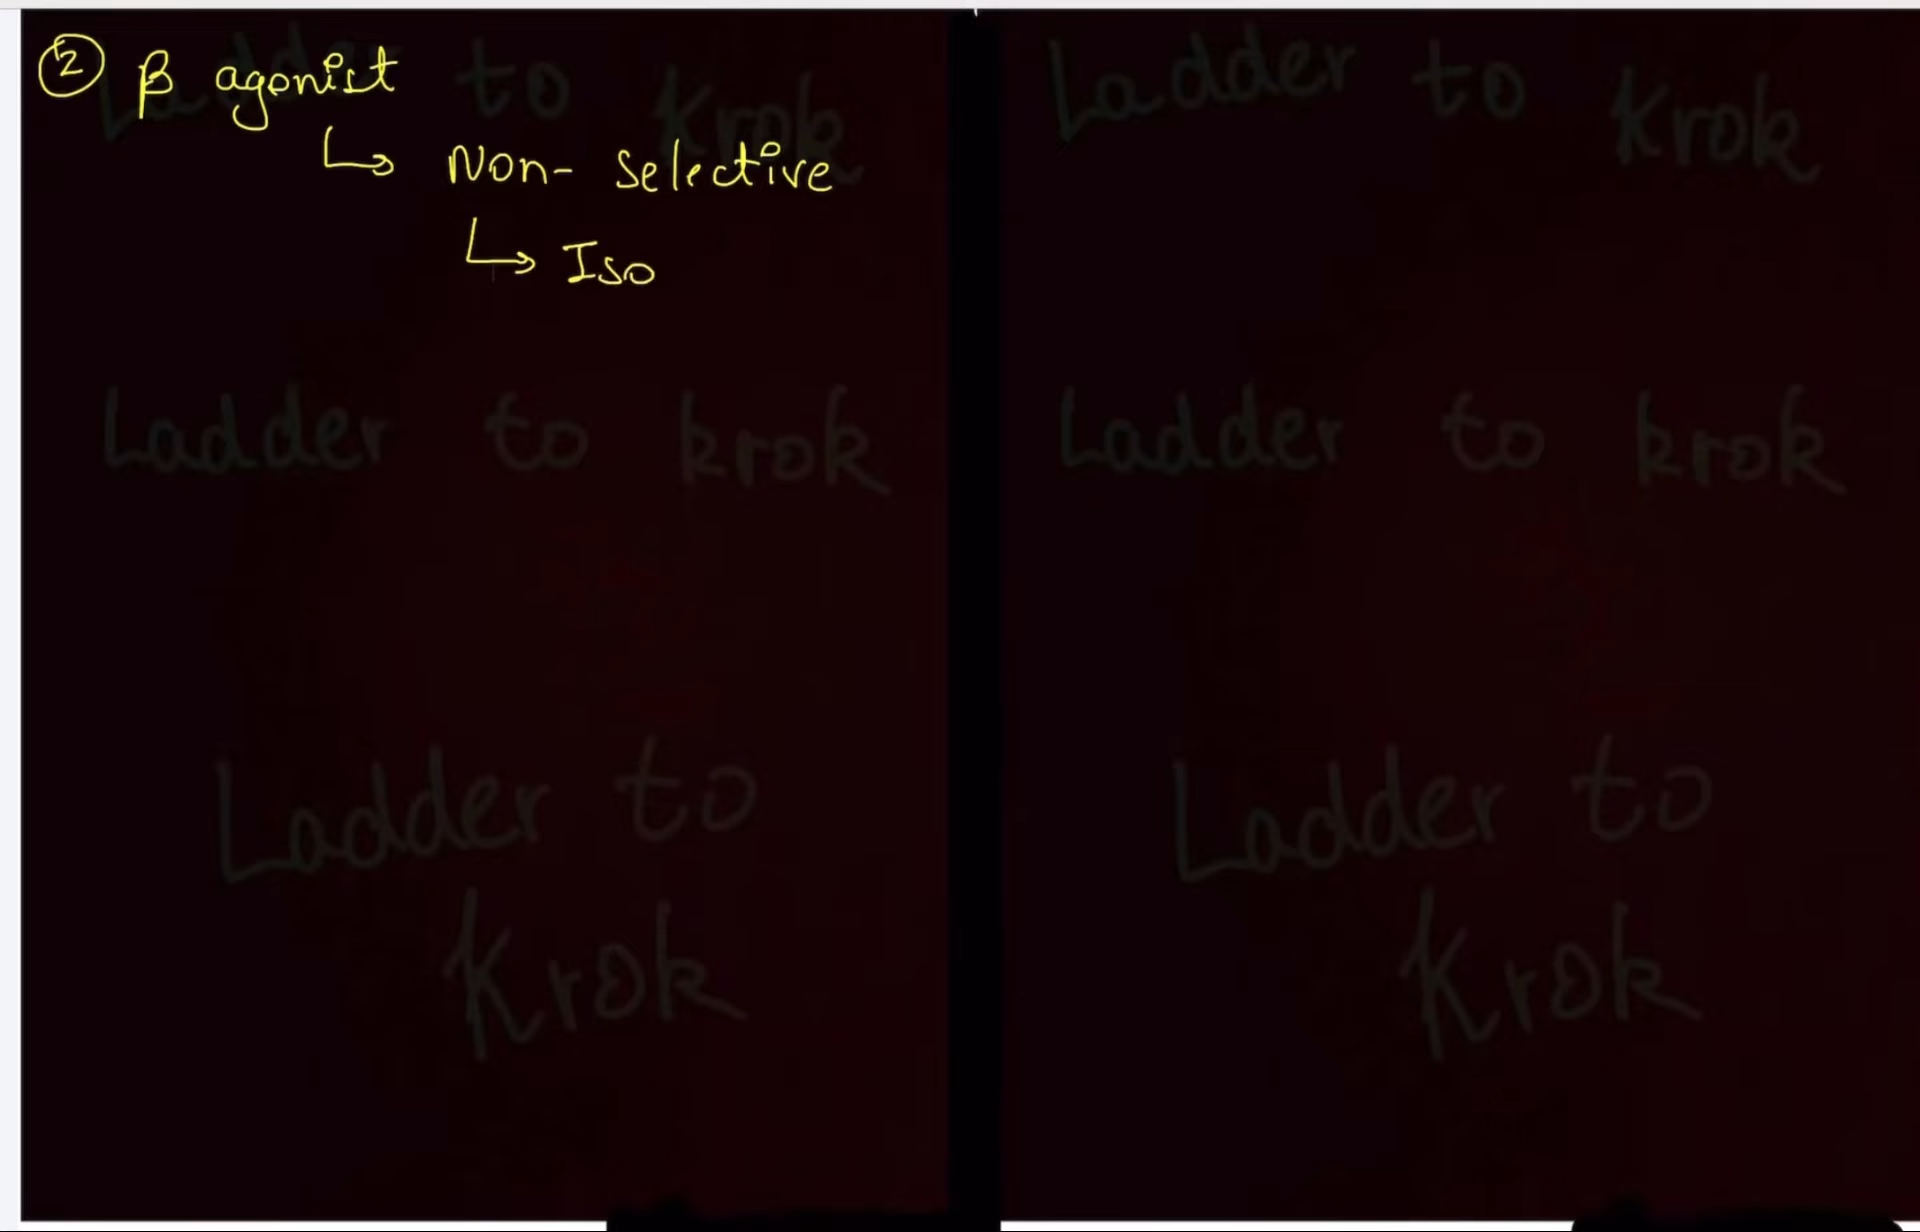 ② β agonist
↳ Non- selective
↳ Iso
Ladder to Krok
Ladder to Krok
Ladder to krok
Ladder to krok
Ladder to
Krok
Ladder to
Krok